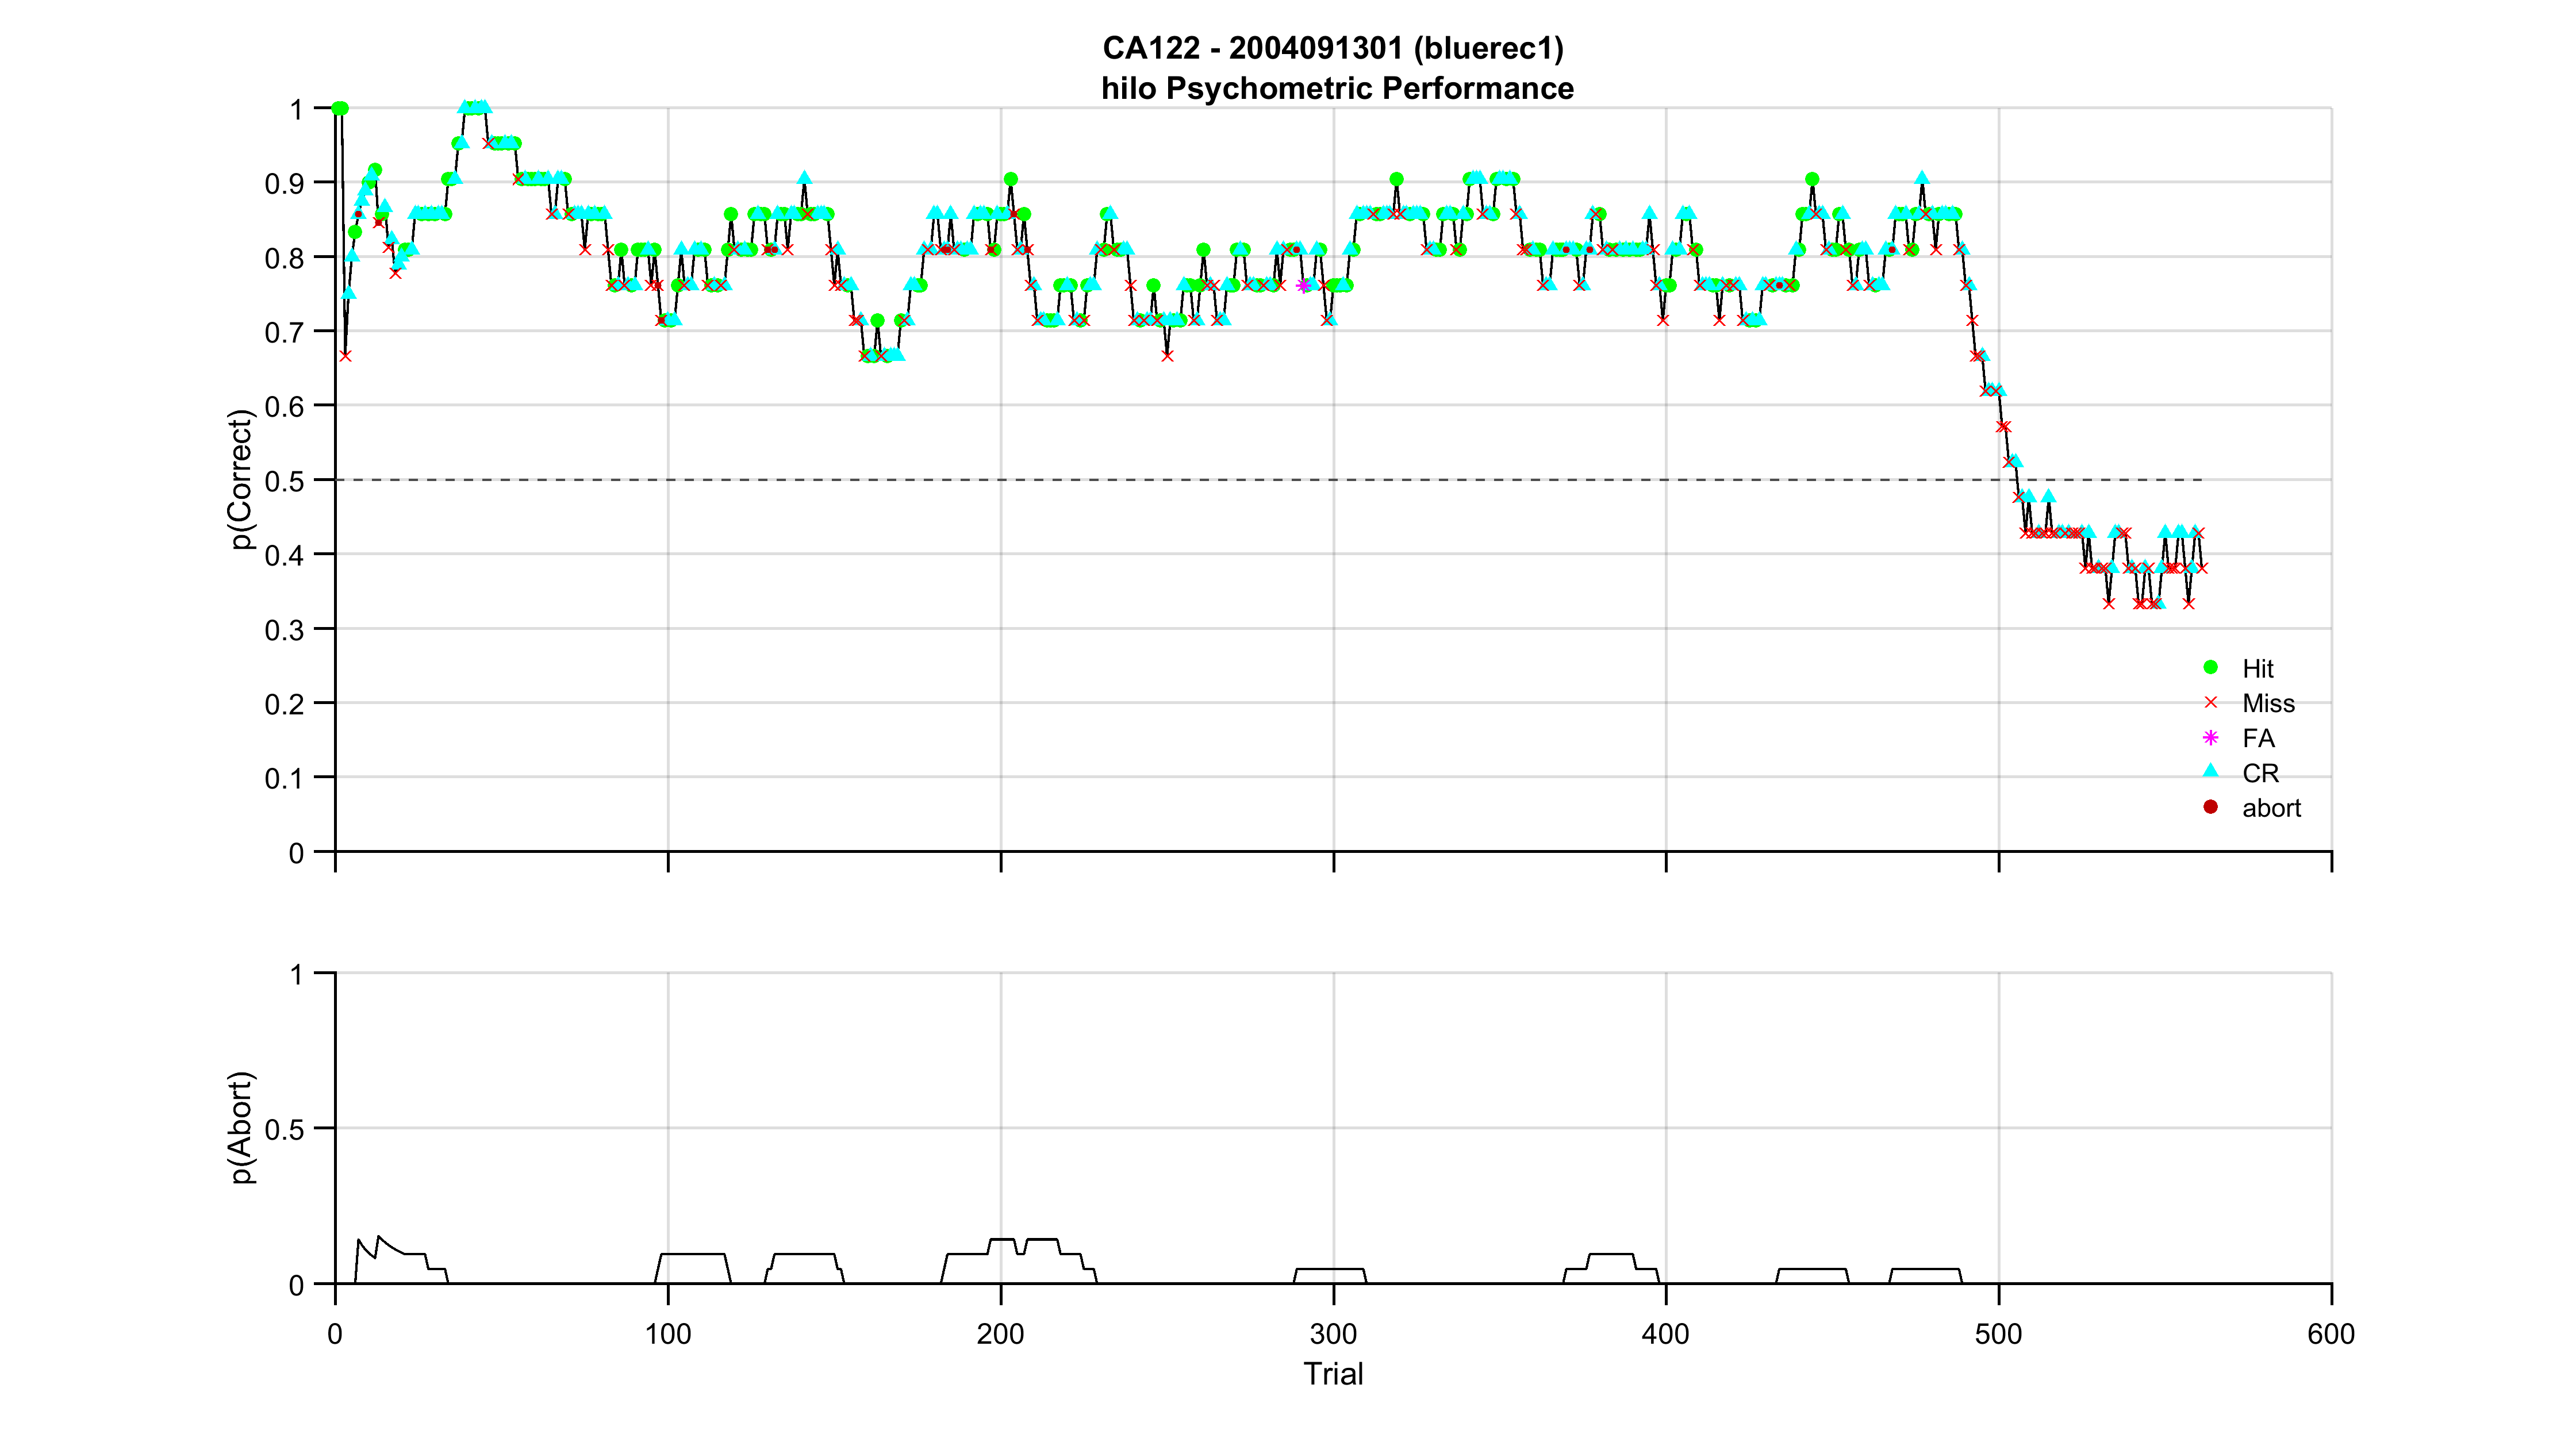 CA122 - 2004091301 (bluerec1)
hilo Psychometric Performance
1
0.9
0.8
0.7
0.6
0.5
0.4
0.3
0.2
0.1
0
p(Correct)
Hit
Miss
FA
CR
abort
1
0.5
0
p(Abort)
0 100 200 300 400 500 600
Trial